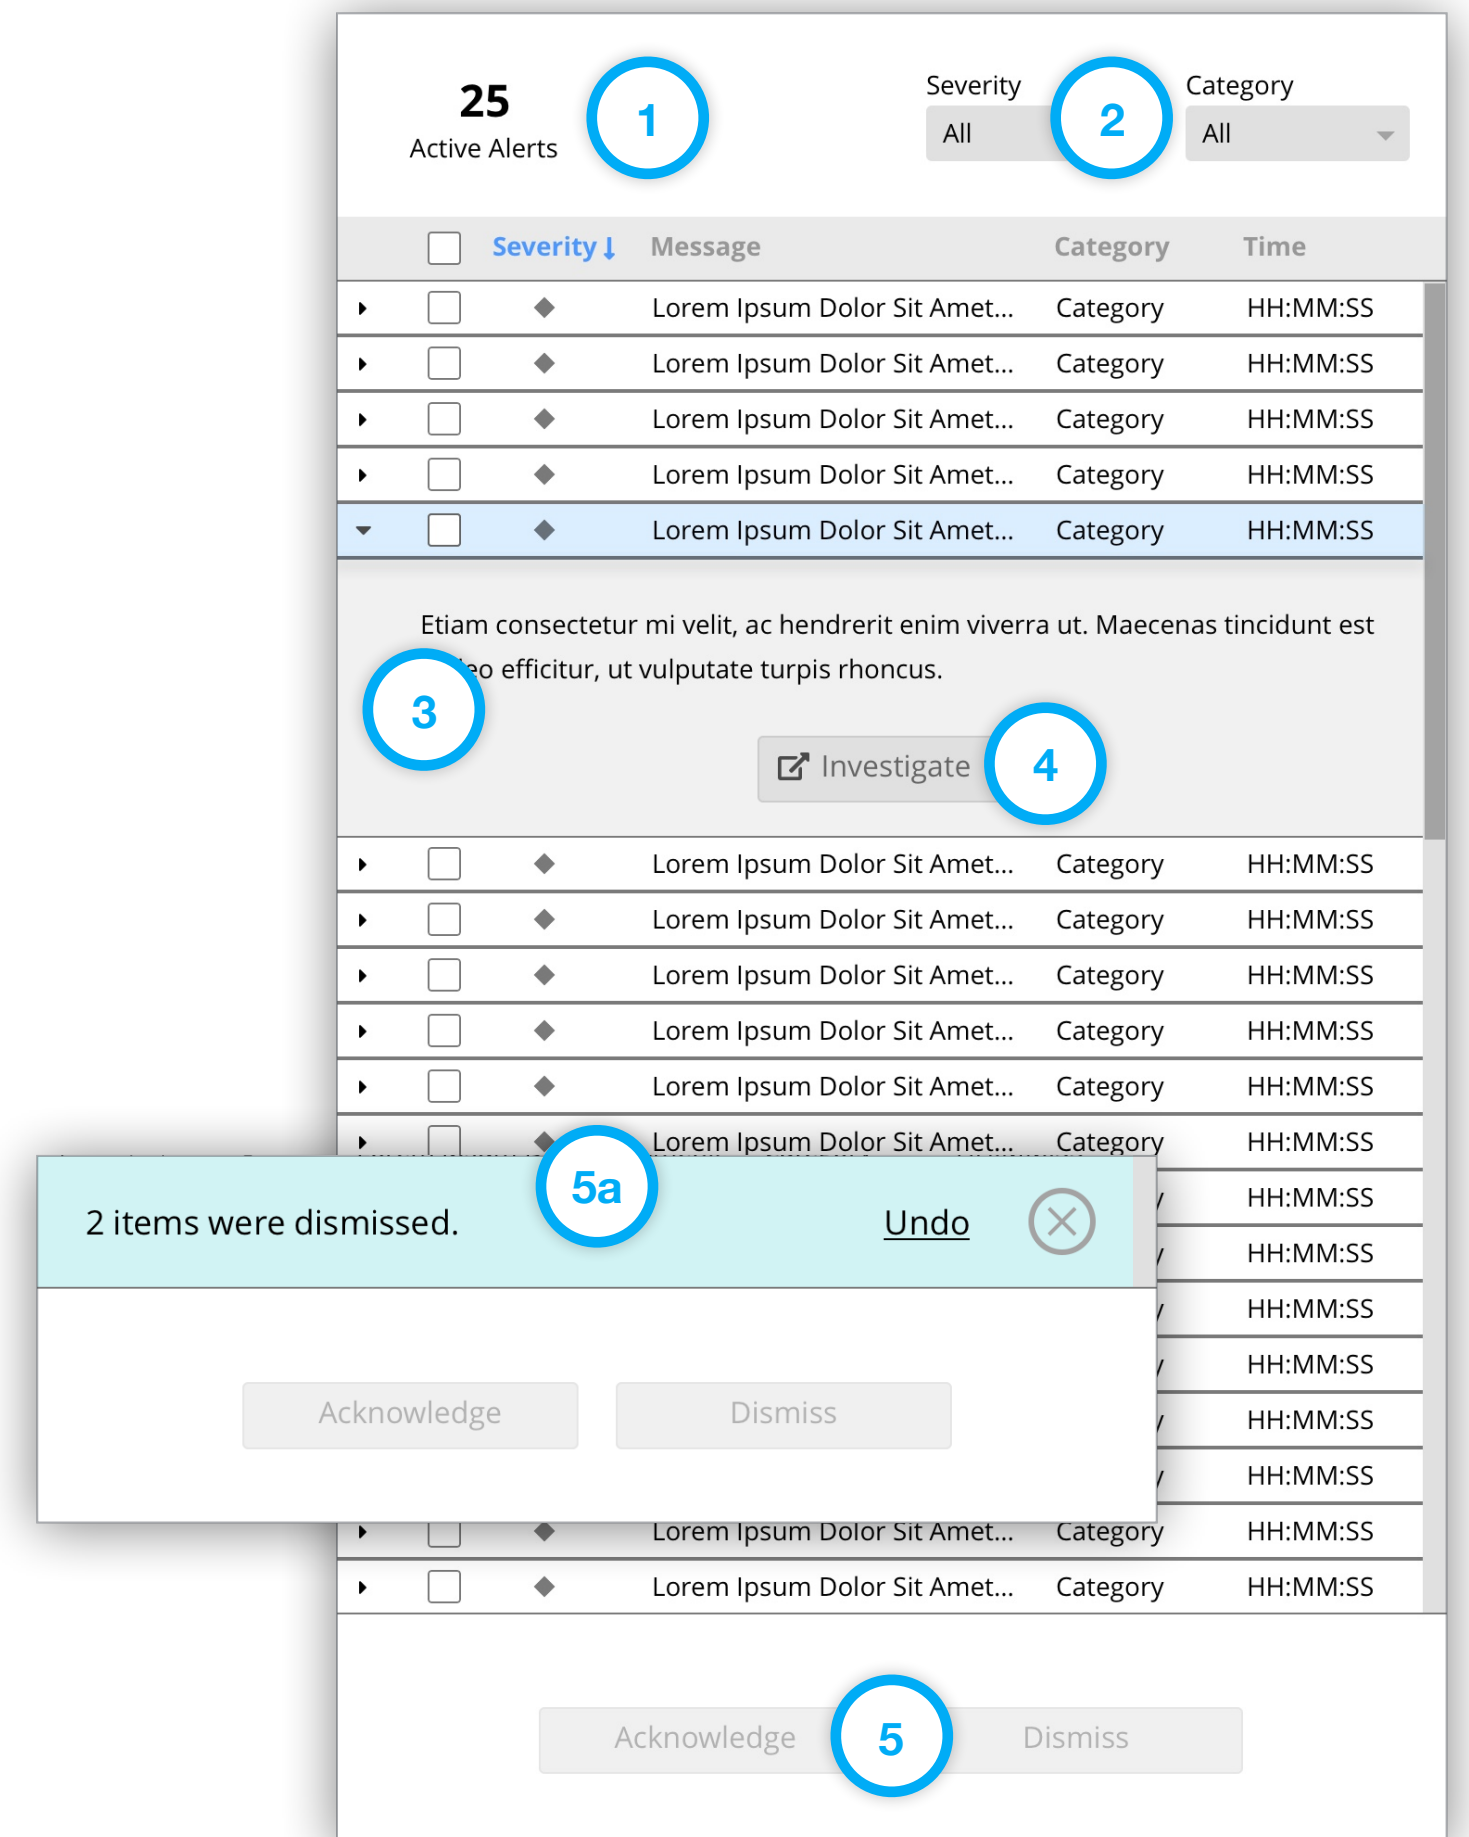 25
Active Alerts
1
Severity
All
2
Category
All
Severity Message Category Time
Lorem Ipsum Dolor Sit Amet... Category HH:MM:SS
Lorem Ipsum Dolor Sit Amet... Category HH:MM:SS
Lorem Ipsum Dolor Sit Amet... Category HH:MM:SS
Lorem Ipsum Dolor Sit Amet... Category HH:MM:SS
Lorem Ipsum Dolor Sit Amet... Category HH:MM:SS
Etiam consectetur mi velit, ac hendrerit enim viverra ut. Maecenas tincidunt est
efficitur, ut vulputate turpis rhoncus.
3
Investigate
4
Lorem Ipsum Dolor Sit Amet... Category HH:MM:SS
Lorem Ipsum Dolor Sit Amet... Category HH:MM:SS
Lorem Ipsum Dolor Sit Amet... Category HH:MM:SS
Lorem Ipsum Dolor Sit Amet... Category HH:MM:SS
Lorem Ipsum Dolor Sit Amet... Category HH:MM:SS
Lorem Ipsum Dolor Sit Amet... Category HH:MM:SS
5a
HH:MM:SS
2 items were dismissed. Undo
HH:MM:SS
HH:MM:SS
HH:MM:SS
Acknowledge Dismiss
HH:MM:SS
HH:MM:SS
Lorem Ipsum Dolor Sit Amet... Category HH:MM:SS
Lorem Ipsum Dolor Sit Amet... Category HH:MM:SS
Acknowledge 5 Dismiss